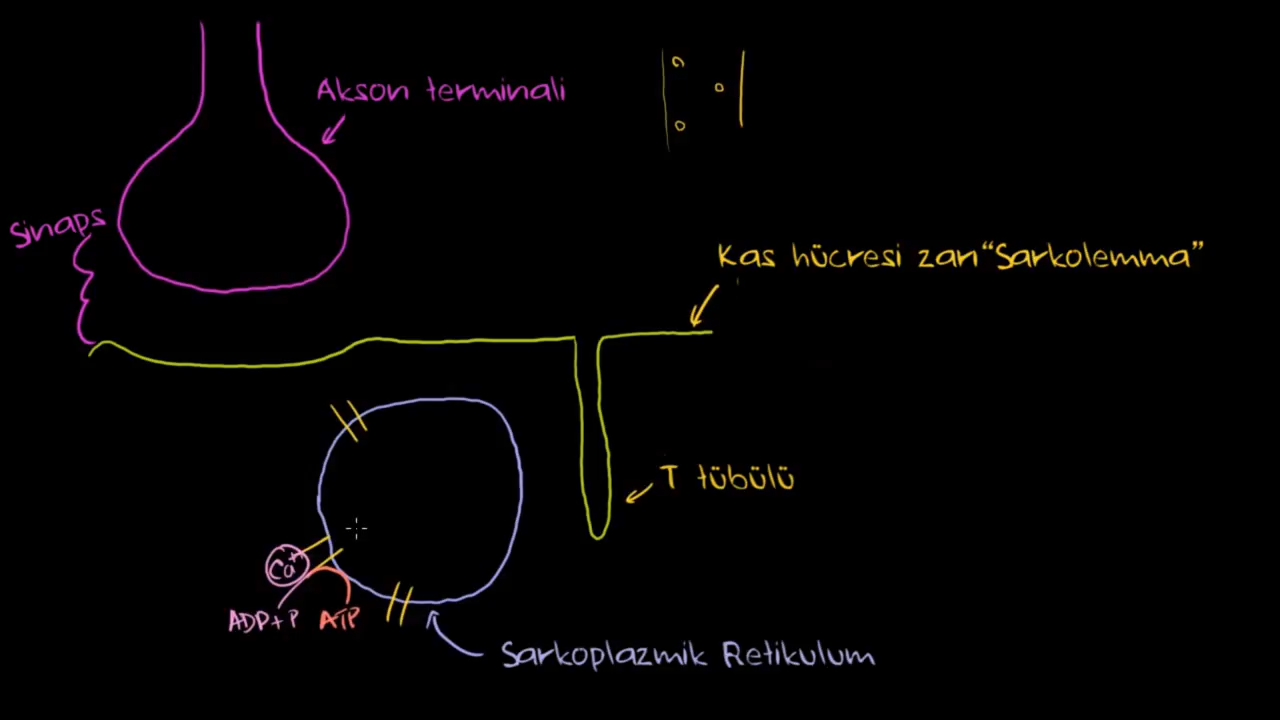 Akson terminali
Sinaps
Kas hücresi zarı "Sarkolemma"
T tübülü
Ca+
ADP+P ATP
Sarkoplazmik Retikulum